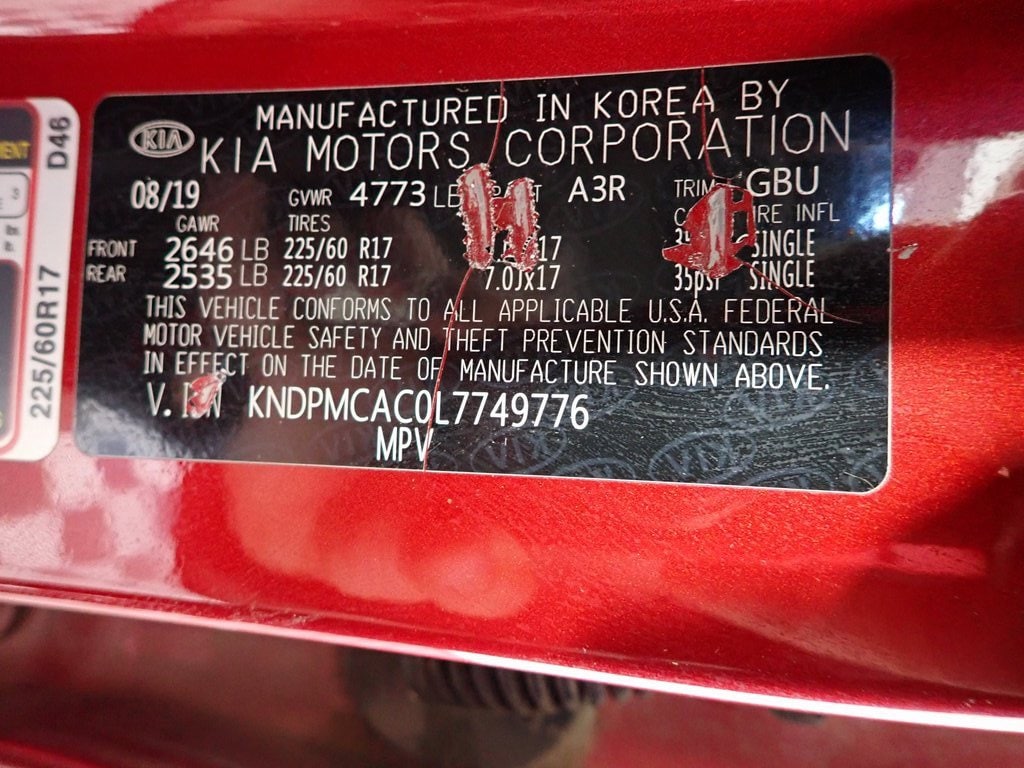 MANUFACTURED IN KOREA BY
KIA KIA MOTORS CORPORATION
08/19 GVWR 4773 LB A3R TRIM GBU
GAWR TIRES INFL
FRONT 2646 LB 225/60 R17 SINGLE
REAR 2535 LB 225/60 R17 7.0Jx17 35psi SINGLE
THIS VEHICLE CONFORMS TO ALL APPLICABLE U.S.A. FEDERAL
MOTOR VEHICLE SAFETY AND THEFT PREVENTION STANDARDS
IN EFFECT ON THE DATE OF MANUFACTURE SHOWN ABOVE.
KNDPMCAC0L7749776
MPV
225/60R17 D46